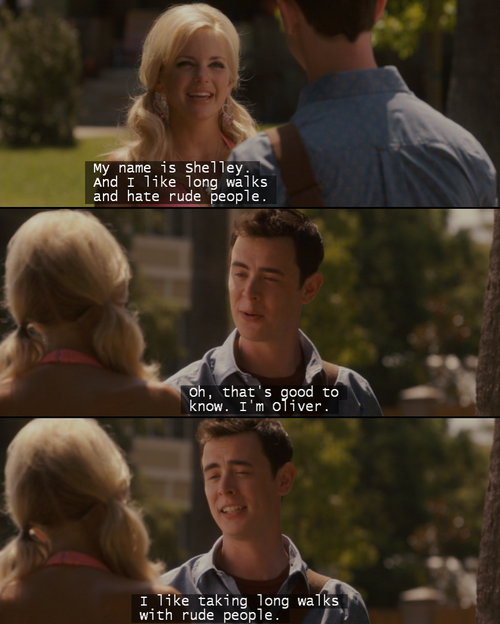 My name is Shelley.
And I like long walks
and hate rude people.
Oh, that's good to
know. I'm Oliver.
I like taking long walks
with rude people.